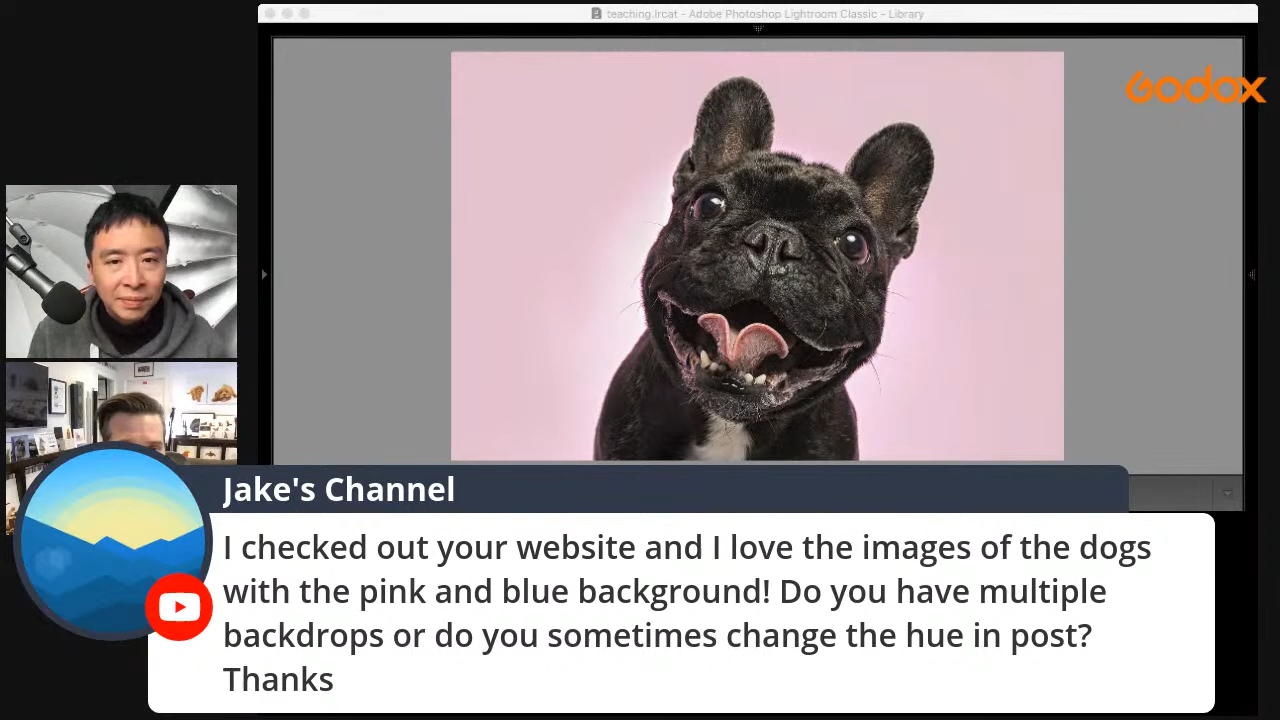 teaching.lrcat - Adobe Photoshop Lightroom Classic - Library
Godox
Jake's Channel
I checked out your website and I love the images of the dogs
with the pink and blue background! Do you have multiple
backdrops or do you sometimes change the hue in post?
Thanks